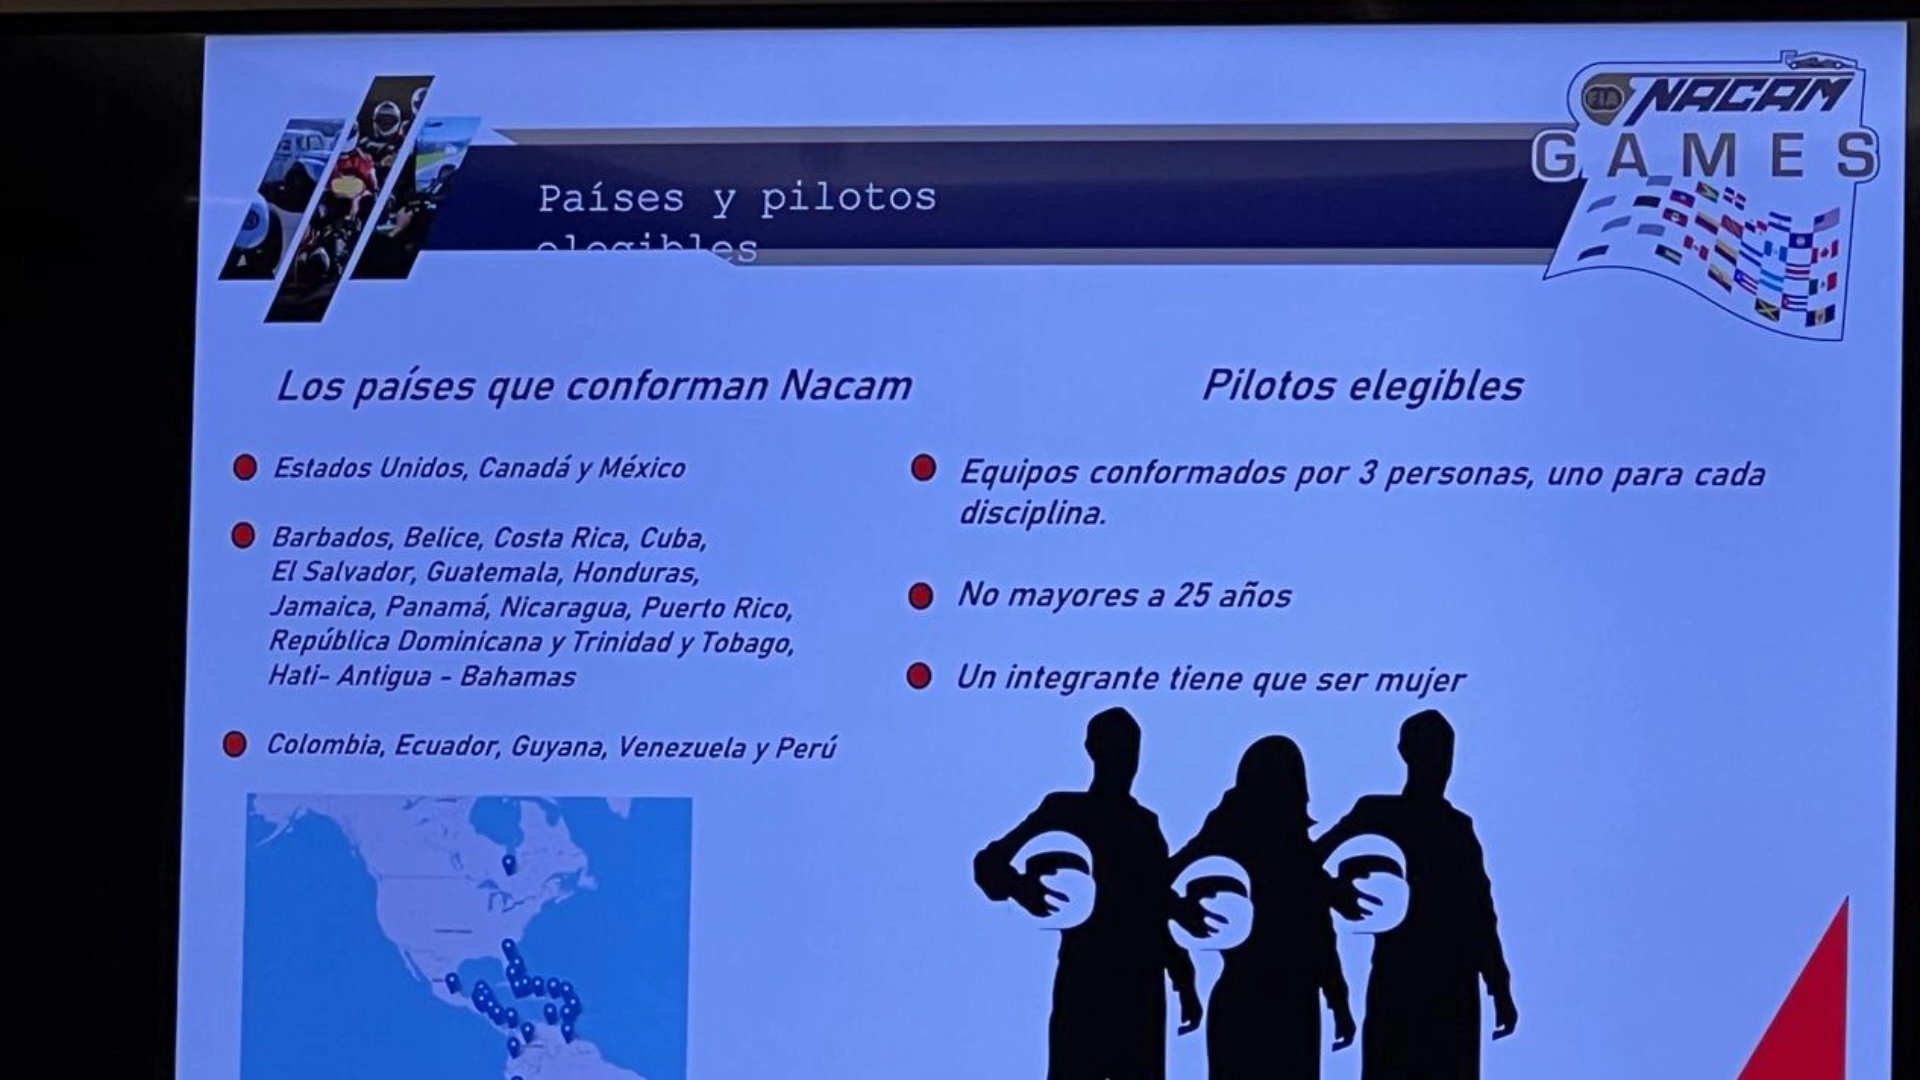 FIA NACAM
GAMES
Países y pilotos
elegibles
Los países que conforman Nacam
Estados Unidos, Canadá y México
Barbados, Belice, Costa Rica, Cuba,
El Salvador, Guatemala, Honduras,
Jamaica, Panamá, Nicaragua, Puerto Rico,
República Dominicana y Trinidad y Tobago,
Hati- Antigua - Bahamas
Colombia, Ecuador, Guyana, Venezuela y Perú
Pilotos elegibles
Equipos conformados por 3 personas, uno para cada
disciplina.
No mayores a 25 años
Un integrante tiene que ser mujer